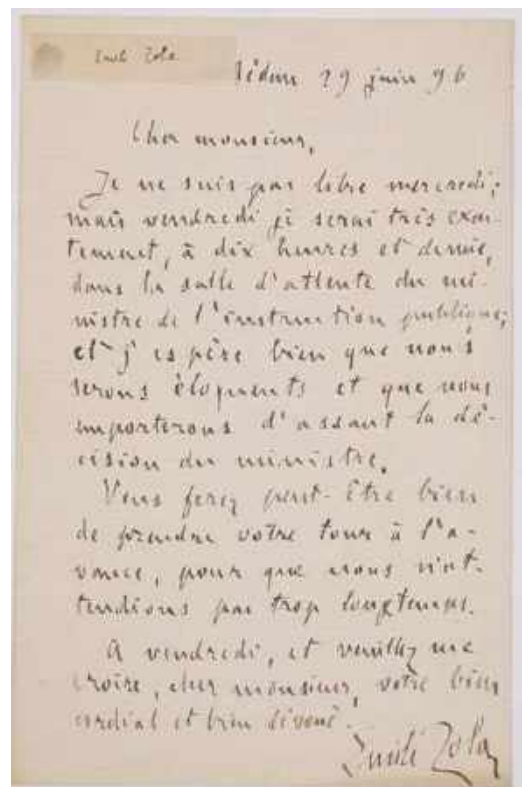 Emile Zola
Médan 29 juin 96
Cher monsieur,
Je ne suis pas libre mercredi;
mais vendredi je serai très exac-
tement, à dix heures et demie,
dans la salle d'attente du mi-
nistre de l'instruction publique;
et j'espère bien que nous
serons éloquents et que nous
emporterons d'assaut la dé-
cision du ministre.
Vous ferez peut-être bien
de prendre votre tour à l'a-
vance, pour que nous n'at-
tendions pas trop longtemps.
A vendredi, et veuillez me
croire, cher monsieur, votre bien
cordial et bien dévoué.
Emile Zola